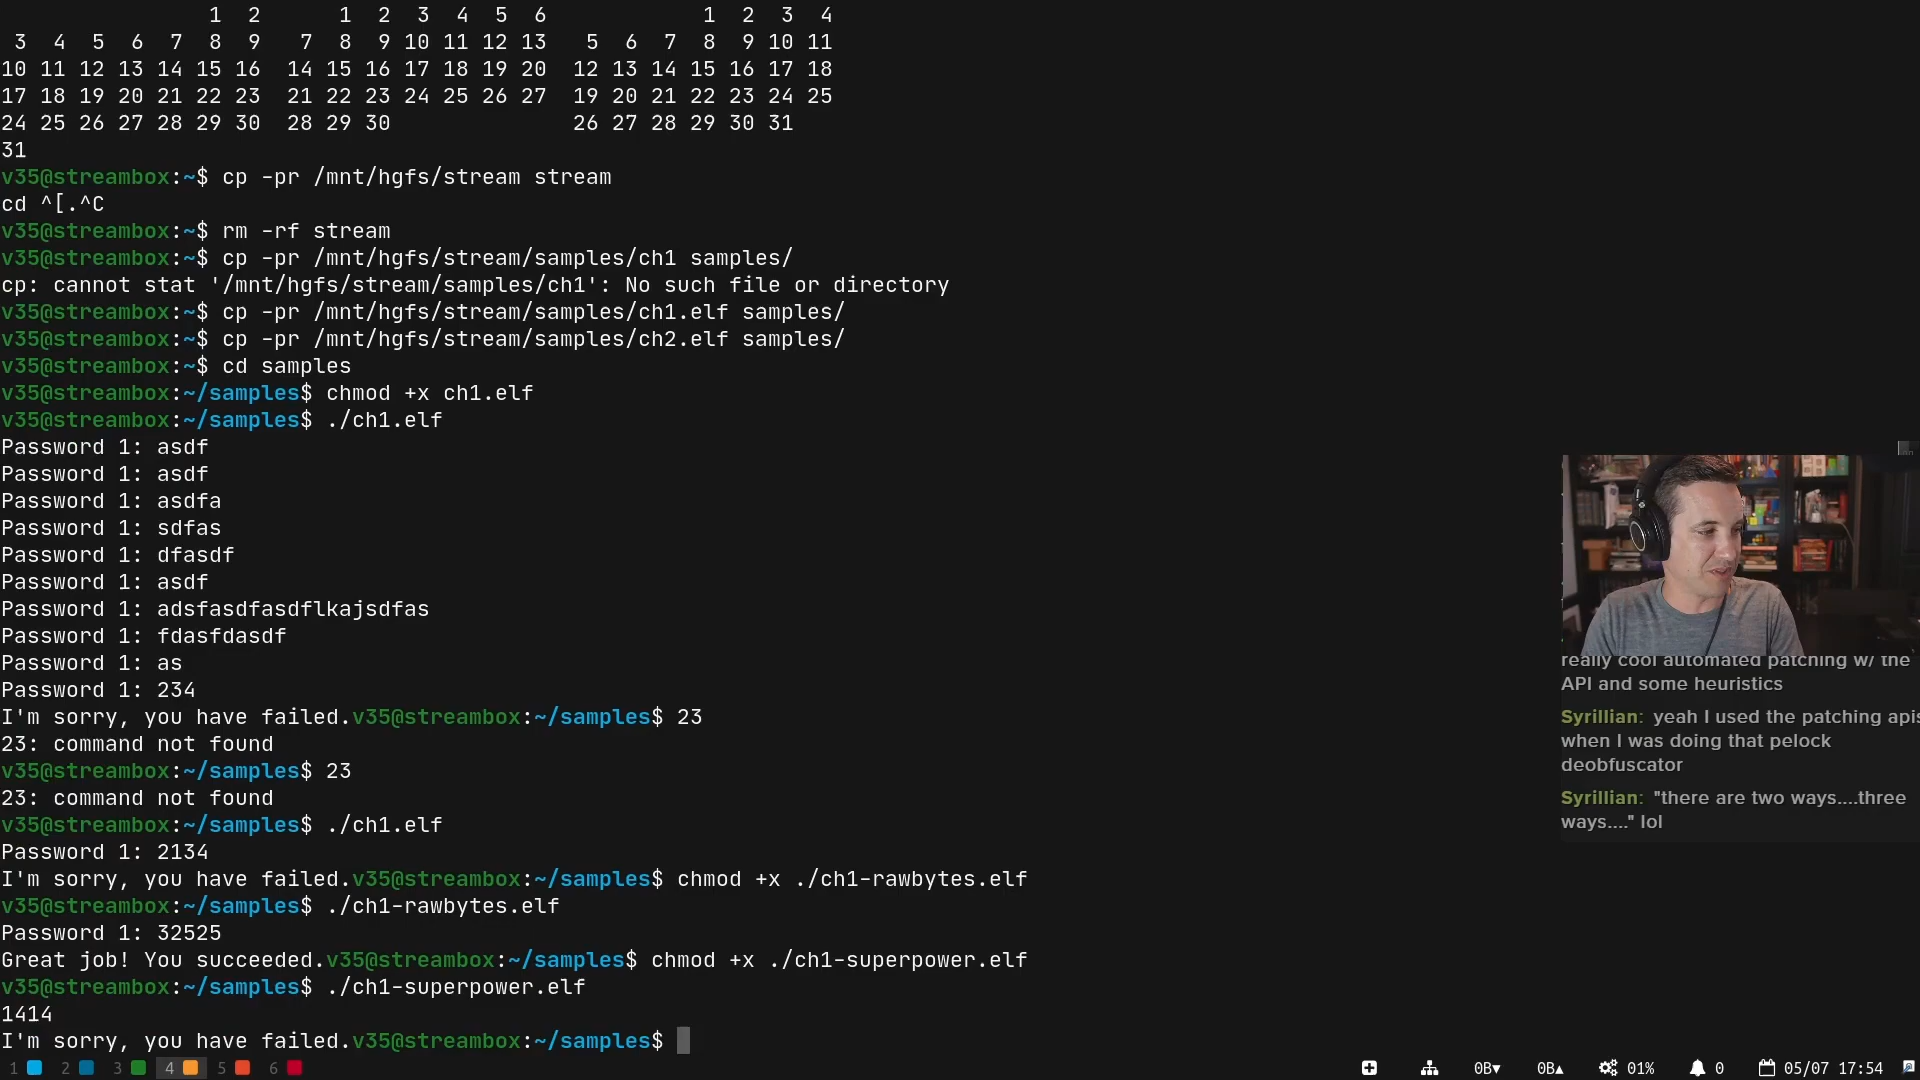 1  2      1  2  3  4  5  6            1  2  3  4
3  4  5  6  7  8  9   7  8  9 10 11 12 13   5  6  7  8  9 10 11
10 11 12 13 14 15 16  14 15 16 17 18 19 20  12 13 14 15 16 17 18
17 18 19 20 21 22 23  21 22 23 24 25 26 27  19 20 21 22 23 24 25
24 25 26 27 28 29 30  28 29 30              26 27 28 29 30 31
31
v35@streambox:~$ cp -pr /mnt/hgfs/stream stream
cd ^[.^C
v35@streambox:~$ rm -rf stream
v35@streambox:~$ cp -pr /mnt/hgfs/stream/samples/ch1 samples/
cp: cannot stat '/mnt/hgfs/stream/samples/ch1': No such file or directory
v35@streambox:~$ cp -pr /mnt/hgfs/stream/samples/ch1.elf samples/
v35@streambox:~$ cp -pr /mnt/hgfs/stream/samples/ch2.elf samples/
v35@streambox:~$ cd samples
v35@streambox:~/samples$ chmod +x ch1.elf
v35@streambox:~/samples$ ./ch1.elf
Password 1: asdf
Password 1: asdf
Password 1: asdfa
Password 1: sdfas
Password 1: dfasdf
Password 1: asdf
Password 1: adsfasdfasdflkajsdfas
Password 1: fdasfdasdf
Password 1: as
Password 1: 234
I'm sorry, you have failed.v35@streambox:~/samples$ 23
23: command not found
v35@streambox:~/samples$ 23
23: command not found
v35@streambox:~/samples$ ./ch1.elf
Password 1: 2134
I'm sorry, you have failed.v35@streambox:~/samples$ chmod +x ./ch1-rawbytes.elf
v35@streambox:~/samples$ ./ch1-rawbytes.elf
Password 1: 32525
Great job! You succeeded.v35@streambox:~/samples$ chmod +x ./ch1-superpower.elf
v35@streambox:~/samples$ ./ch1-superpower.elf
1414
I'm sorry, you have failed.v35@streambox:~/samples$
really cool automated patching w/ the
API and some heuristics
Syrillian: yeah I used the patching apis
when I was doing that pelock
deobfuscator
Syrillian: "there are two ways....three
ways...." lol
1 2 3 4 5 6 0B▾ 0B▴ 01% 0 05/07 17:54